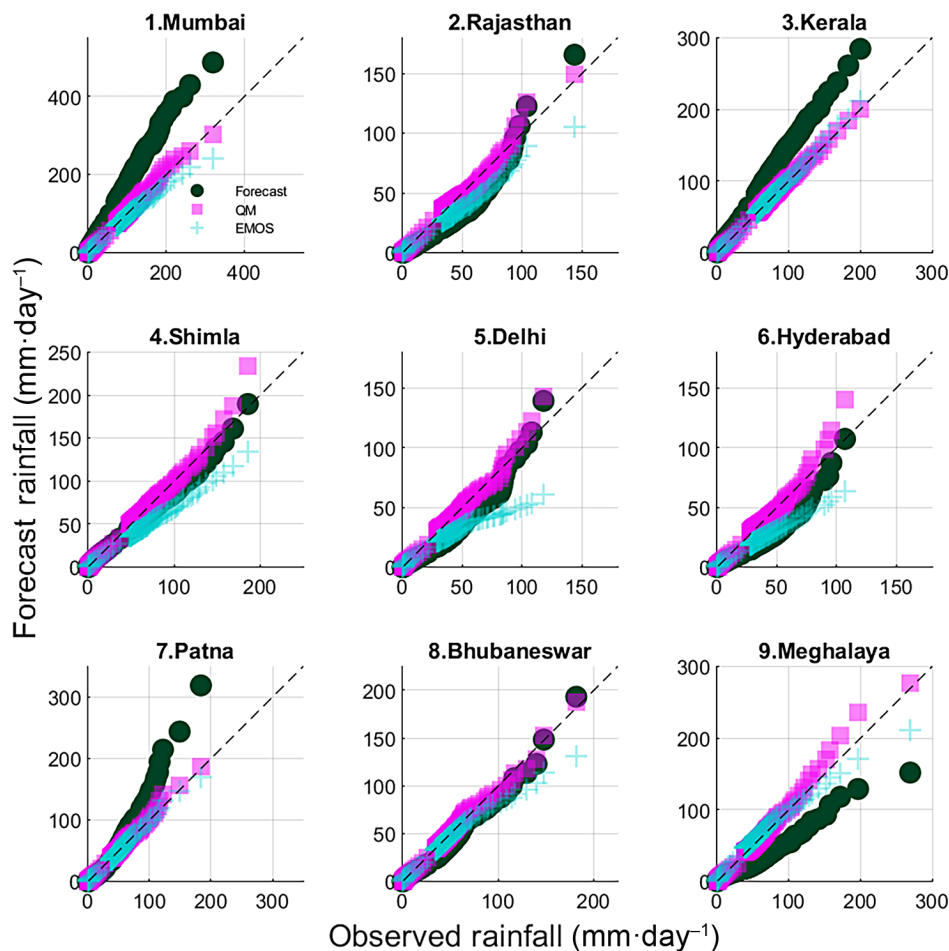 1.Mumbai
2.Rajasthan
3.Kerala
400
200
0
0 200 400
Forecast
QM
EMOS
150
100
50
0
0 50 100 150
300
200
100
0
0 100 200 300
4.Shimla
5.Delhi
6.Hyderabad
250
200
150
100
50
0
0 100 200
150
100
50
0
0 50 100 150
150
100
50
0
0 50 100 150
Forecast rainfall (mm·day⁻¹)
7.Patna
8.Bhubaneswar
9.Meghalaya
300
200
100
0
0 100 200 300
200
150
100
50
0
0 50 100 150 200
300
200
100
0
0 100 200 300
Observed rainfall (mm·day⁻¹)